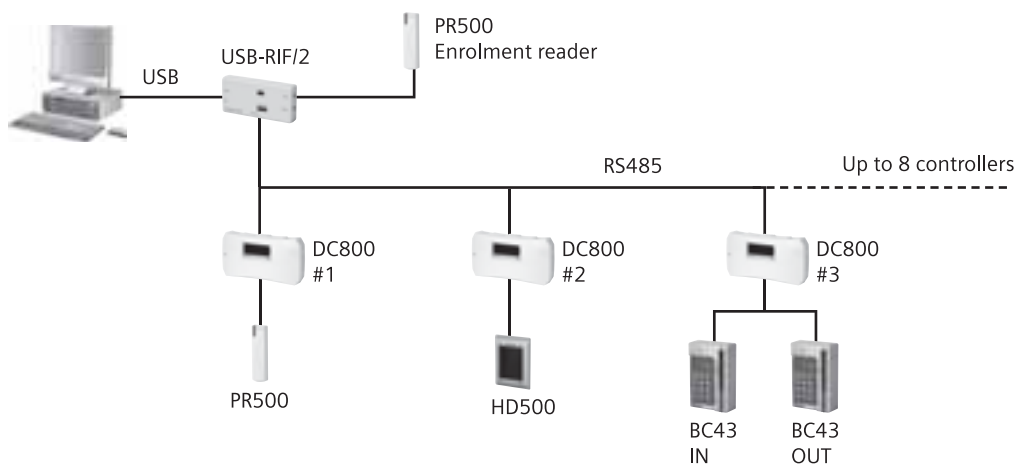 PR500
Enrolment reader
USB-RIF/2
USB
RS485
Up to 8 controllers
DC800
#1
DC800
#2
DC800
#3
PR500
HD500
BC43
IN
BC43
OUT